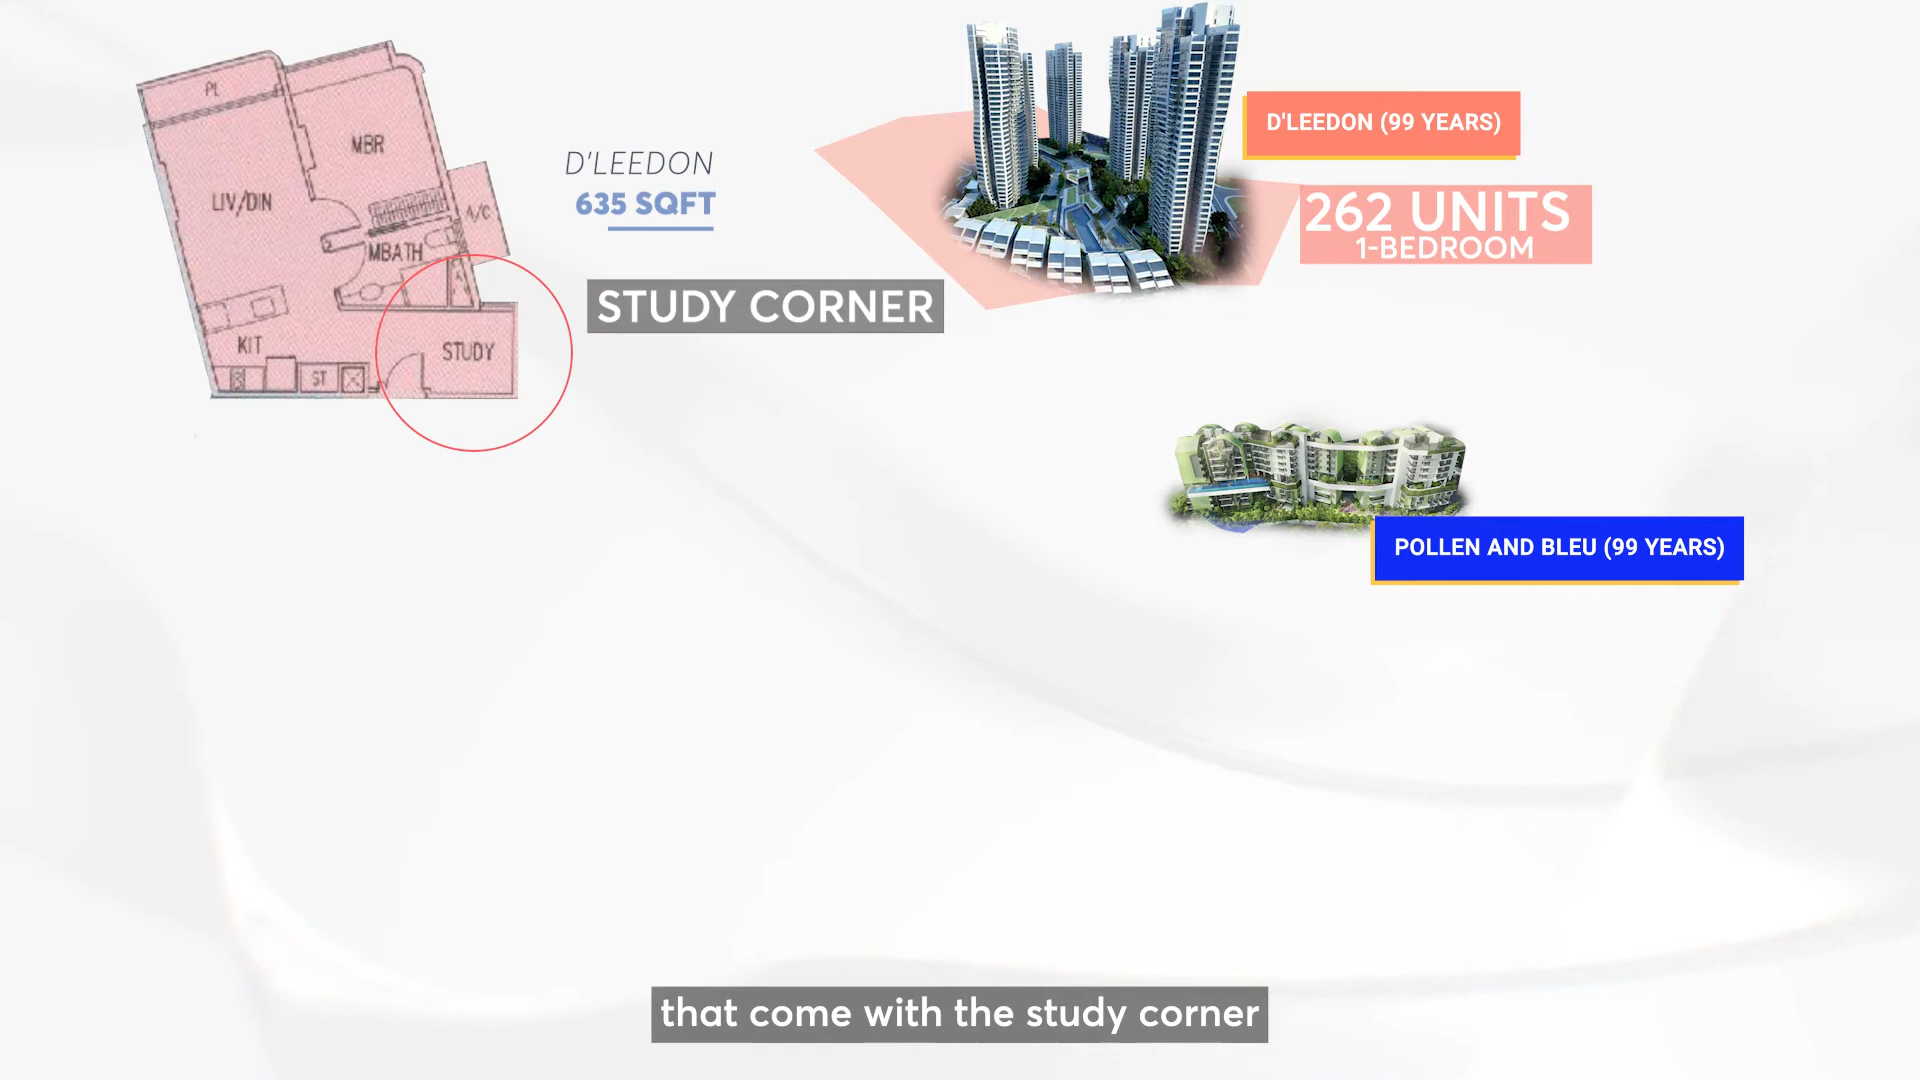 PL
MBR
LIV/DIN
A/C
MBATH
KIT
ST
STUDY
D'LEEDON
635 SQFT
STUDY CORNER
D'LEEDON (99 YEARS)
262 UNITS
1-BEDROOM
POLLEN AND BLEU (99 YEARS)
that come with the study corner